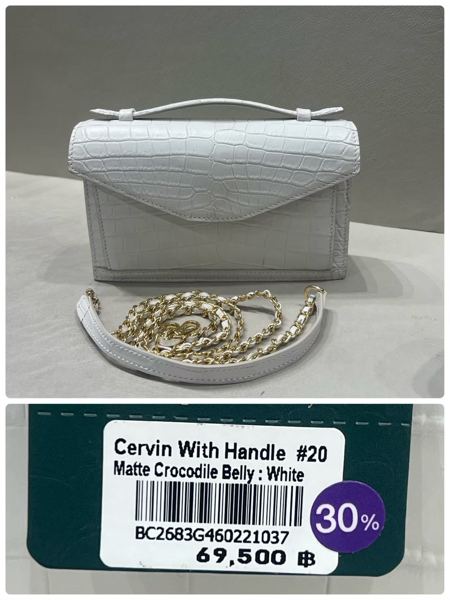 Cervin With Handle #20
Matte Crocodile Belly : White
BC2683G460221037
69,500 ฿
30%